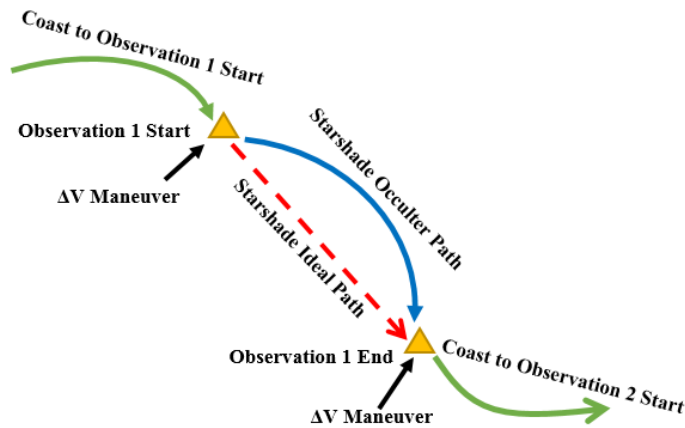 Coast to Observation 1 Start
Observation 1 Start
ΔV Maneuver
Starshade Occulter Path
Starshade Ideal Path
Observation 1 End
Coast to Observation 2 Start
ΔV Maneuver